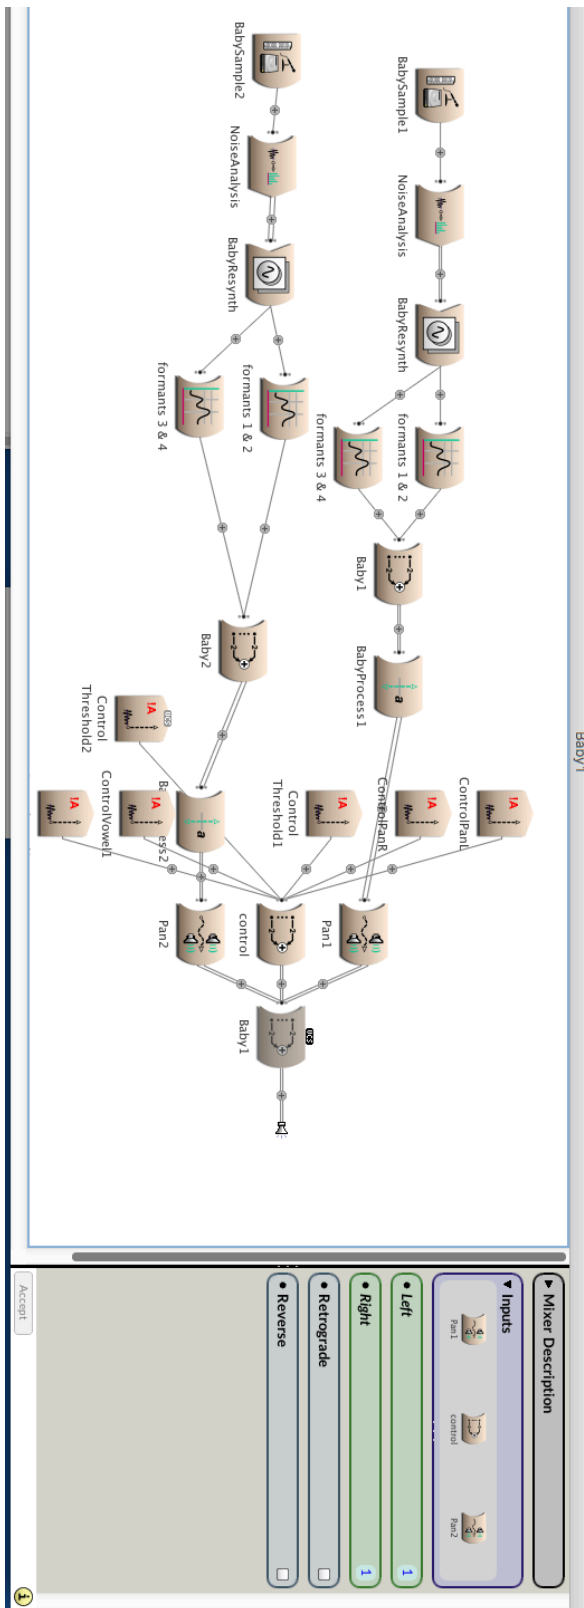 Baby1
BabySample1
NoiseAnalysis
BabyResynth
formants 1 & 2
formants 3 & 4
Baby1
BabyProcess1
ControlPanL
ControlPanR
Control
Threshold1
Pan1
control
Baby1
BabySample2
NoiseAnalysis
BabyResynth
formants 1 & 2
formants 3 & 4
Baby2
Control
Threshold2
ControlVowel1
Pan2
!A
!A
!A
!A
!A
!A
a
a
Mixer Description
Inputs
Pan1
control
Pan2
Left
1
Right
1
Retrograde
Reverse
Accept
i